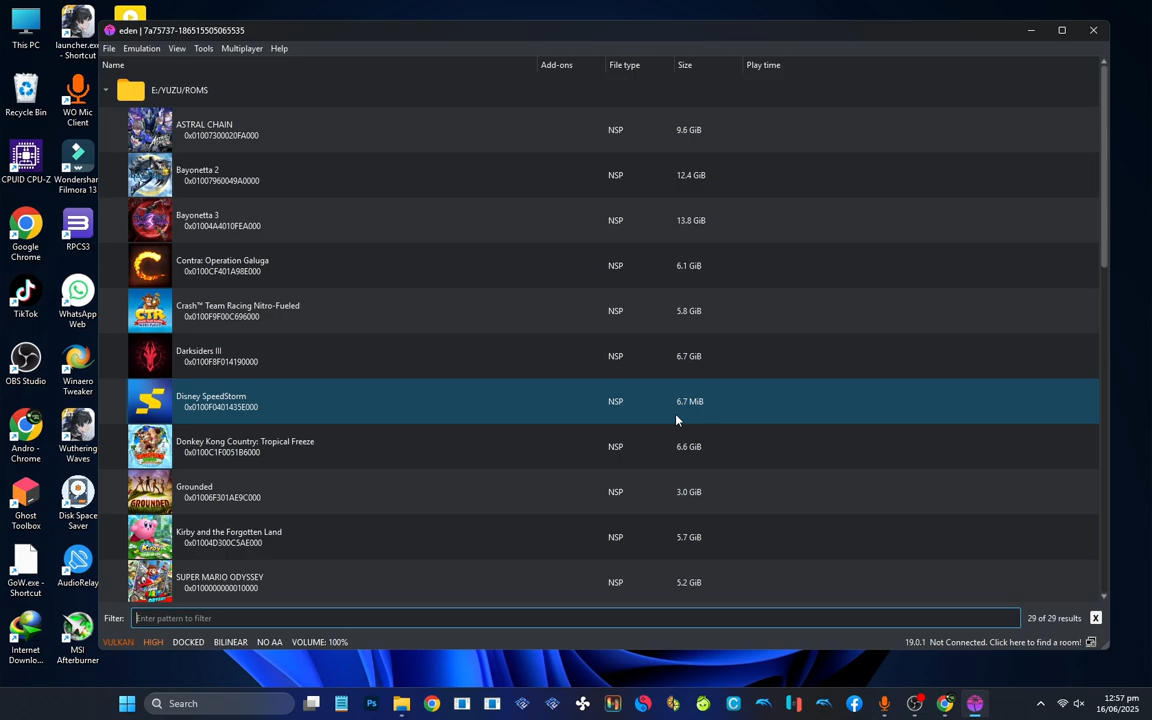 eden | 7a75737-186515505065535
File Emulation View Tools Multiplayer Help
Name Add-ons File type Size Play time
E:/YUZU/ROMS
ASTRAL CHAIN
0x01007300020FA000 NSP 9.6 GiB
Bayonetta 2
0x01007960049A0000 NSP 12.4 GiB
Bayonetta 3
0x01004A4010FEA000 NSP 13.8 GiB
Contra: Operation Galuga
0x0100CF401A98E000 NSP 6.1 GiB
Crash™ Team Racing Nitro-Fueled
0x0100F9F00C696000 NSP 5.8 GiB
Darksiders III
0x0100F8F014190000 NSP 6.7 GiB
Disney SpeedStorm
0x0100F0401435E000 NSP 6.7 MiB
Donkey Kong Country: Tropical Freeze
0x0100C1F0051B6000 NSP 6.6 GiB
Grounded
0x01006F301AE9C000 NSP 3.0 GiB
Kirby and the Forgotten Land
0x01004D300C5AE000 NSP 5.7 GiB
SUPER MARIO ODYSSEY
0x0100000000010000 NSP 5.2 GiB
Filter: Enter pattern to filter 29 of 29 results X
VULKAN HIGH DOCKED BILINEAR NO AA VOLUME: 100% 19.0.1 Not Connected. Click here to find a room!
This PC
launcher.exe
- Shortcut
Recycle Bin
WO Mic
Client
CPUID CPU-Z
Wondershar
Filmora 13
Google
Chrome
RPCS3
TikTok
WhatsApp
Web
OBS Studio
Winaero
Tweaker
Andro -
Chrome
Wuthering
Waves
Ghost
Toolbox
Disk Space
Saver
GoW.exe -
Shortcut
AudioRelay
Internet
Downlo...
MSI
Afterburner
Search
12:57 pm
16/06/2025